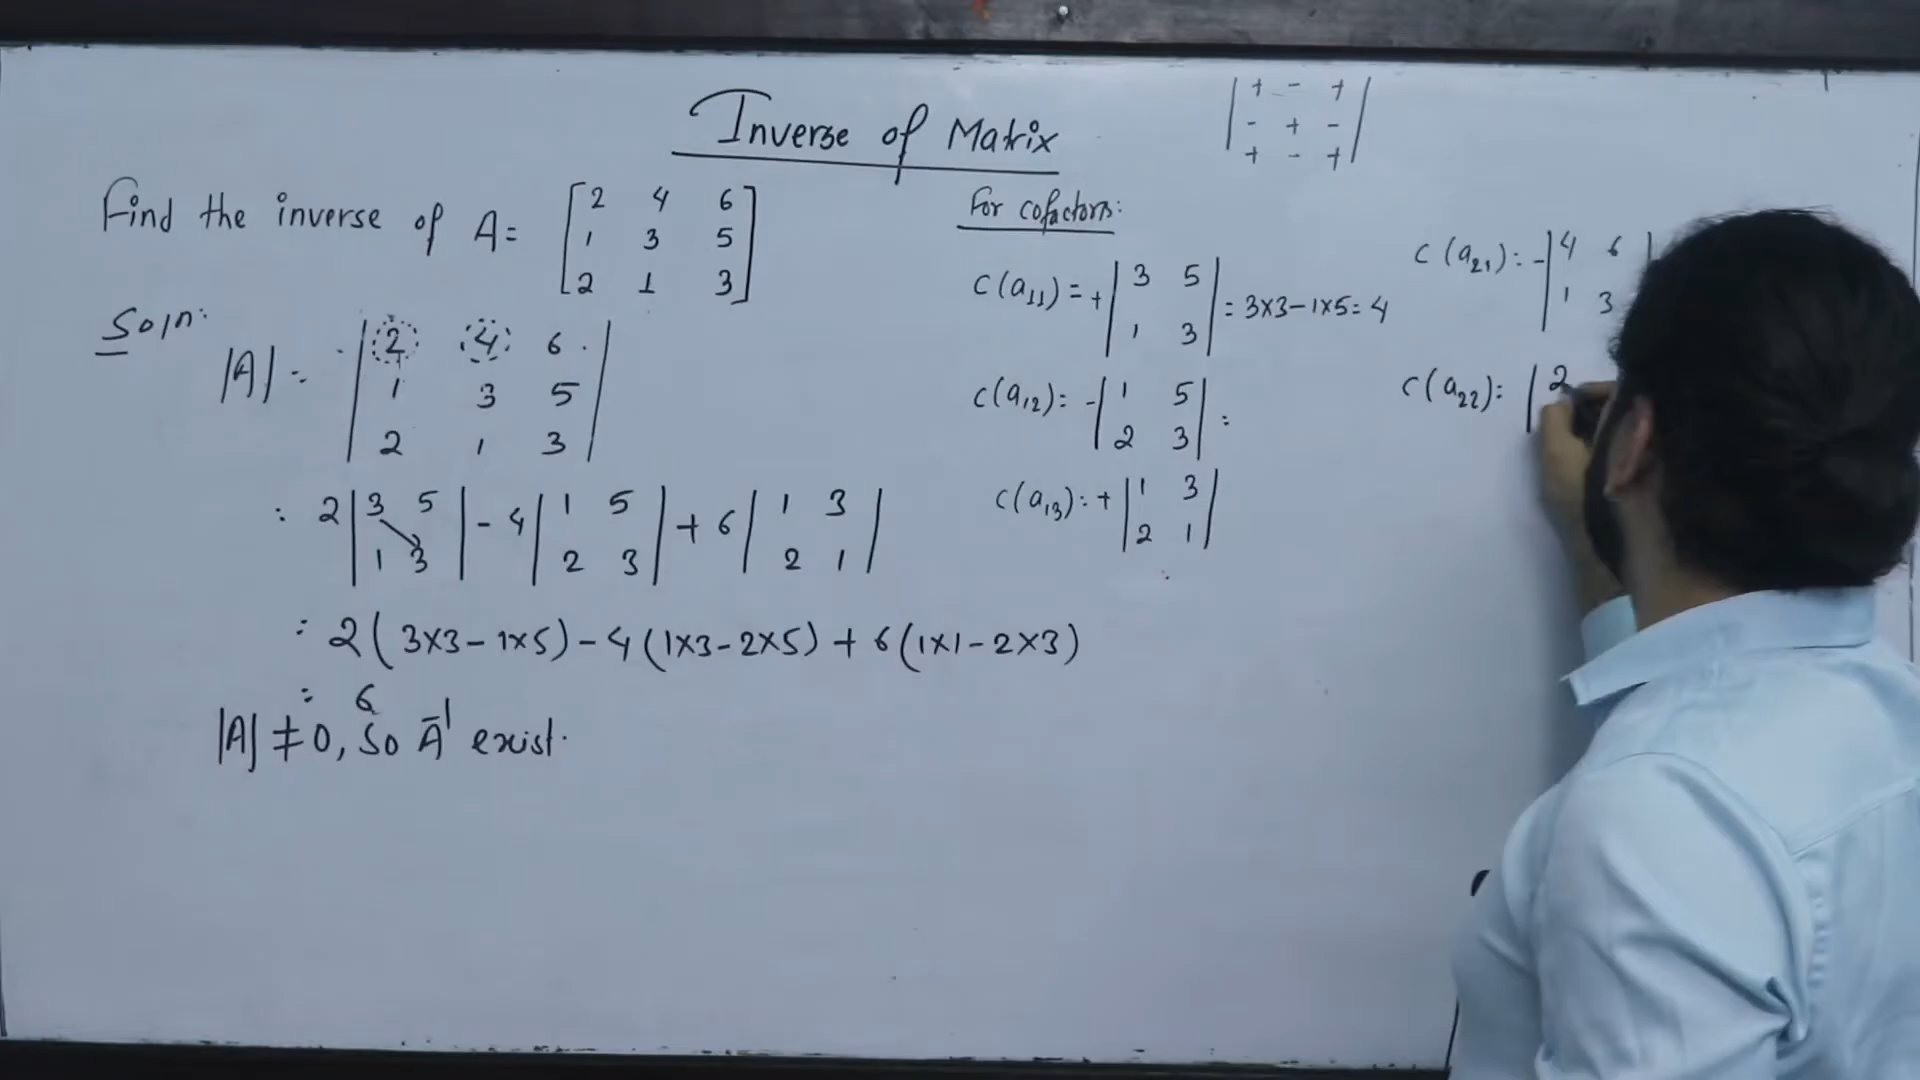 Inverse of Matrix
+ - +
- + -
+ - +
Find the inverse of A=
2 4 6
1 3 5
2 1 3
Soln:
|A| =
2 4 6
1 3 5
2 1 3
: 2 | 3 5 | - 4 | 1 5 | + 6 | 1 3 |
1 3 2 3 2 1
: 2 ( 3×3 - 1×5) - 4 (1×3 - 2×5) + 6 (1×1 - 2×3)
: 6
|A| ≠ 0, So A⁻¹ exist.
For cofactors:
C(a₁₁) = + | 3 5 | = 3×3 - 1×5 = 4
1 3
C(a₁₂): - | 1 5 | :
2 3
C(a₁₃): + | 1 3 |
2 1
C(a₂₁): - | 4 6 |
1 3
C(a₂₂): | 2